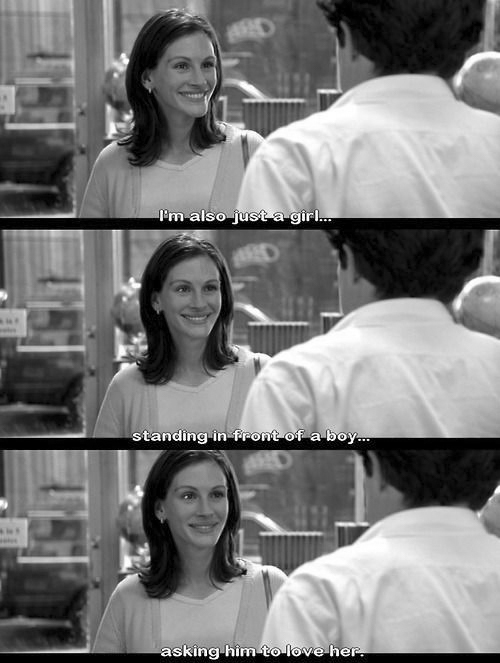 I'm also just a girl...
standing in front of a boy...
asking him to love her.